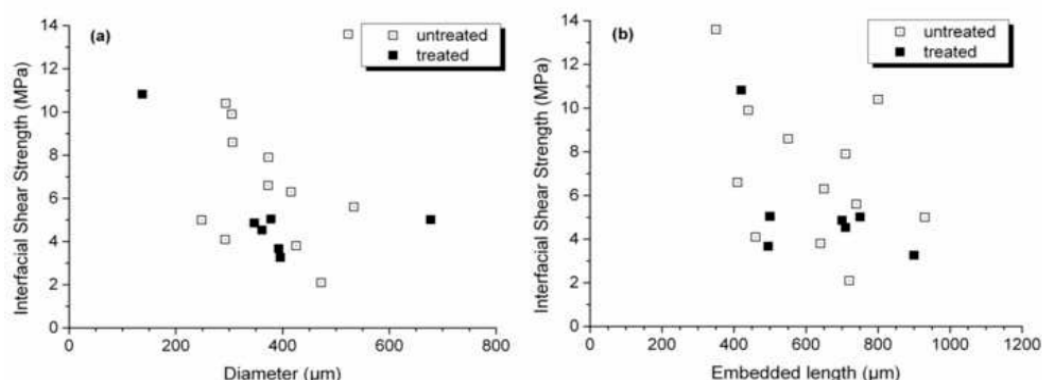 (a)
untreated
treated
Interfacial Shear Strength (MPa)
14
12
10
8
6
4
2
0
0 200 400 600 800
Diameter (µm)
(b)
untreated
treated
Interfacial Shear Strength (MPa)
14
12
10
8
6
4
2
0
0 200 400 600 800 1000 1200
Embedded length (µm)